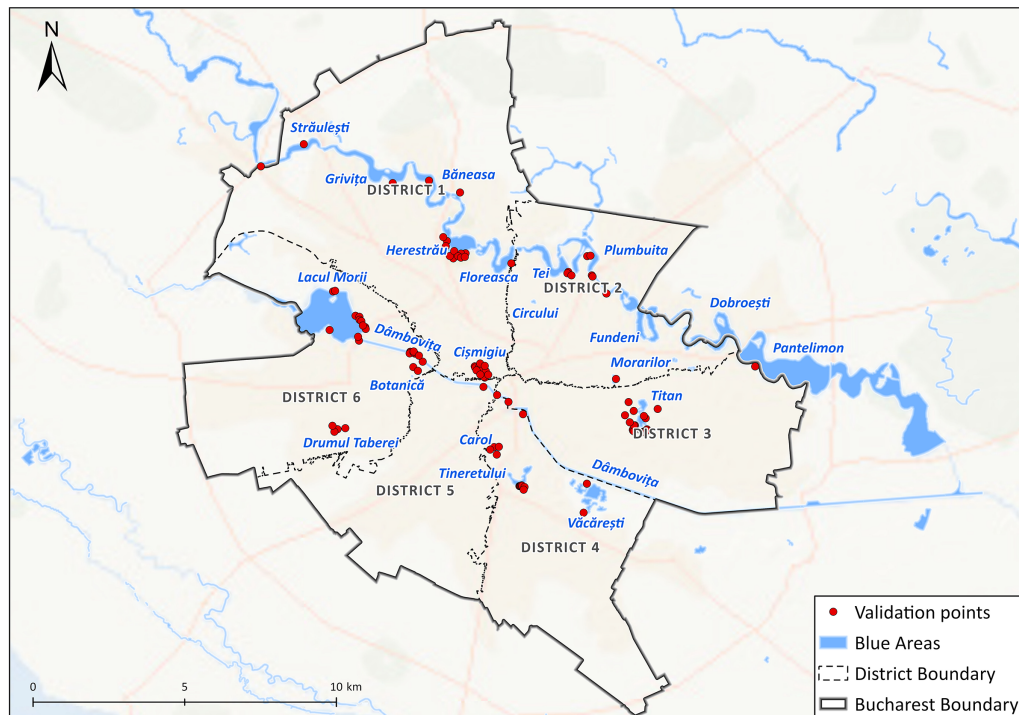 N
Străulești
Băneasa
Grivița
DISTRICT 1
Herestrău
Plumbuita
Floreasca
Tei
Lacul Morii
DISTRICT 2
Dobroești
Circului
Dâmbovița
Fundeni
Pantelimon
Cișmigiu
Morarilor
Botanică
DISTRICT 6
Titan
DISTRICT 3
Drumul Taberei
Carol
Tineretului
Dâmbovița
DISTRICT 5
Văcărești
DISTRICT 4
Validation points
Blue Areas
District Boundary
Bucharest Boundary
0 5 10 km